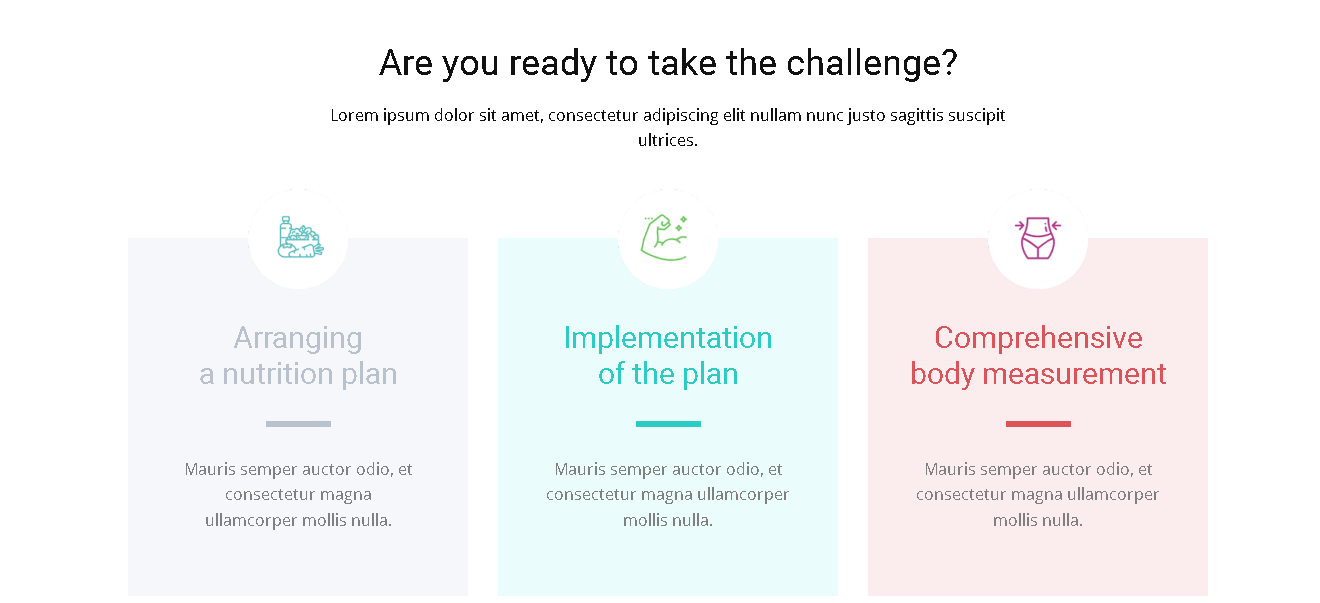 Are you ready to take the challenge?
Lorem ipsum dolor sit amet, consectetur adipiscing elit nullam nunc justo sagittis suscipit
ultrices.
Arranging
a nutrition plan
Mauris semper auctor odio, et
consectetur magna
ullamcorper mollis nulla.
Implementation
of the plan
Mauris semper auctor odio, et
consectetur magna ullamcorper
mollis nulla.
Comprehensive
body measurement
Mauris semper auctor odio, et
consectetur magna ullamcorper
mollis nulla.